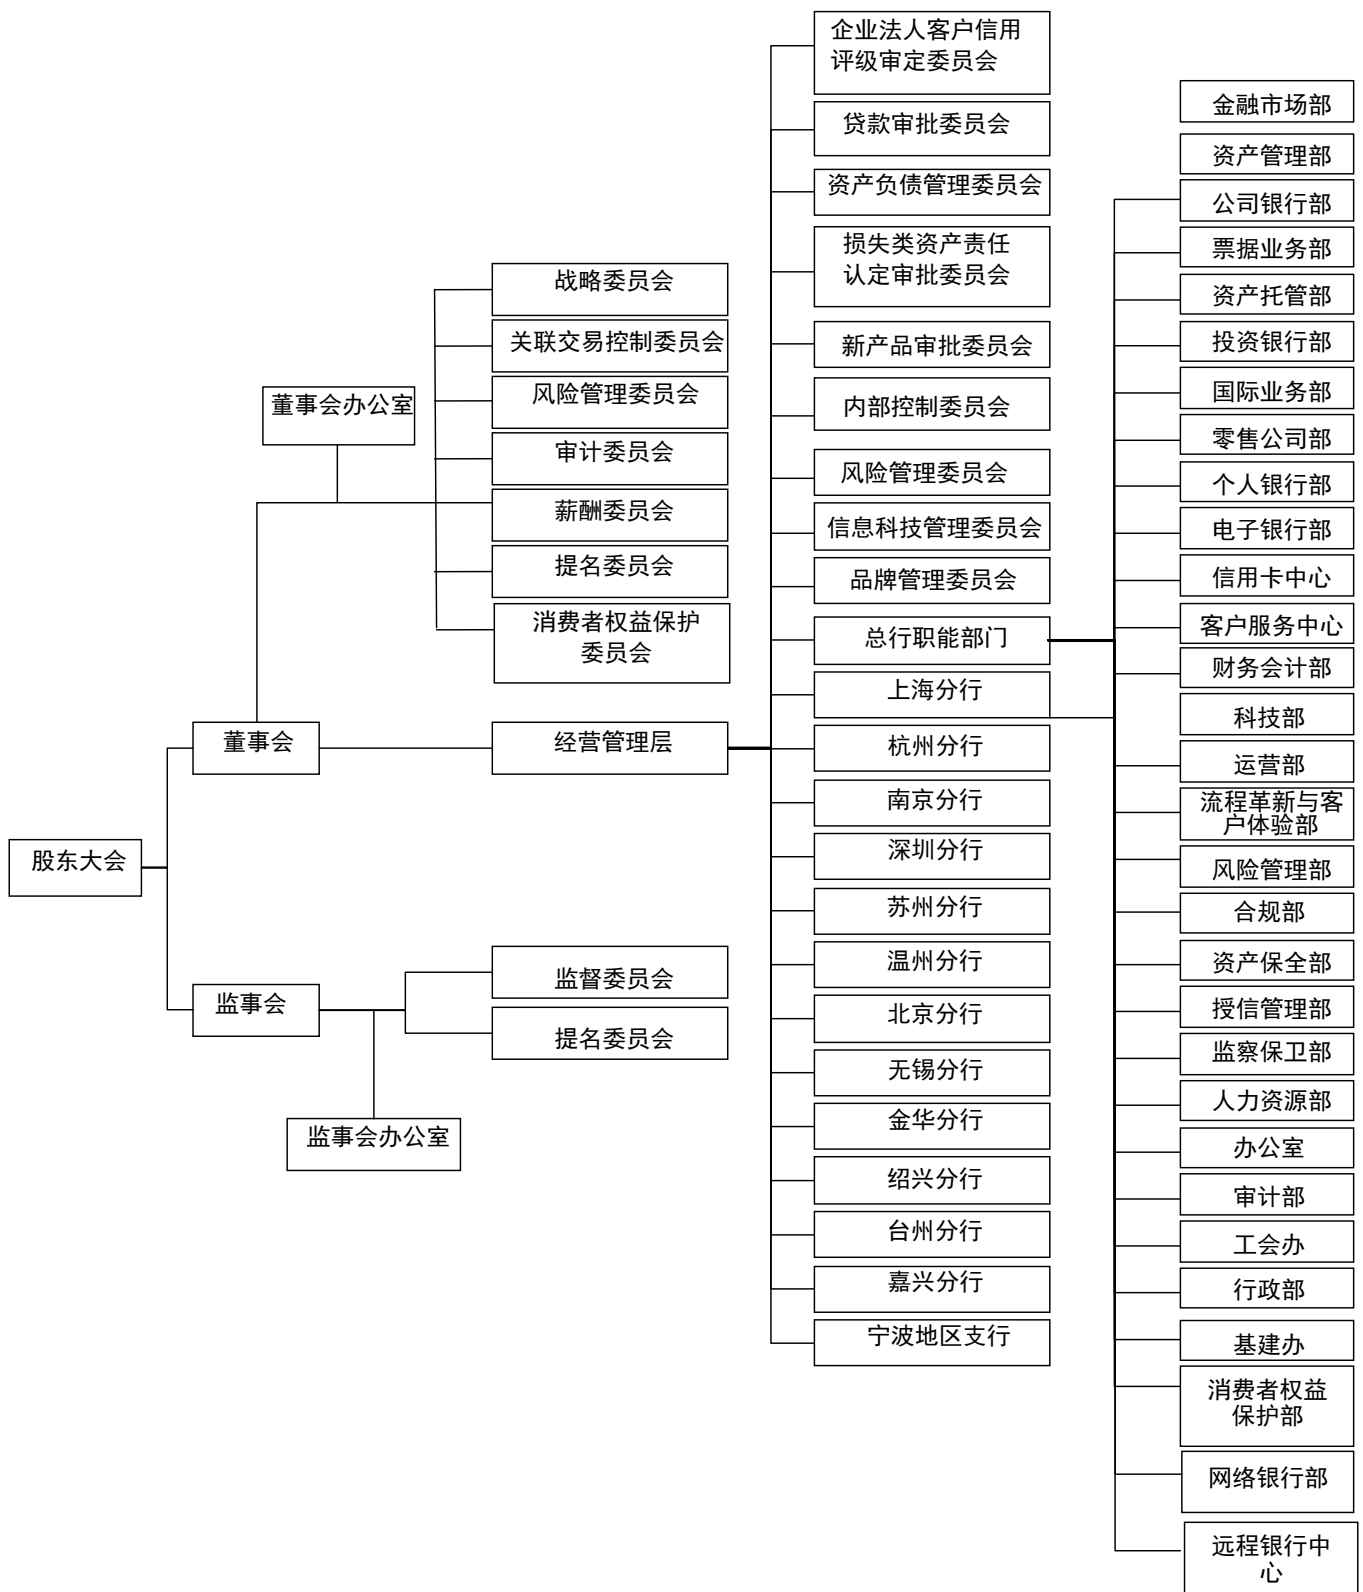 企业法人客户信用
评级审定委员会
贷款审批委员会
资产负债管理委员会
损失类资产责任
认定审批委员会
新产品审批委员会
内部控制委员会
风险管理委员会
信息科技管理委员会
品牌管理委员会
总行职能部门
上海分行
杭州分行
南京分行
深圳分行
苏州分行
温州分行
北京分行
无锡分行
金华分行
绍兴分行
台州分行
嘉兴分行
宁波地区支行
金融市场部
资产管理部
公司银行部
票据业务部
资产托管部
投资银行部
国际业务部
零售公司部
个人银行部
电子银行部
信用卡中心
客户服务中心
财务会计部
科技部
运营部
流程革新与客
户体验部
风险管理部
合规部
资产保全部
授信管理部
监察保卫部
人力资源部
办公室
审计部
工会办
行政部
基建办
消费者权益
保护部
网络银行部
远程银行中
心
战略委员会
关联交易控制委员会
风险管理委员会
审计委员会
薪酬委员会
提名委员会
消费者权益保护
委员会
董事会办公室
董事会
经营管理层
股东大会
监事会
监督委员会
提名委员会
监事会办公室